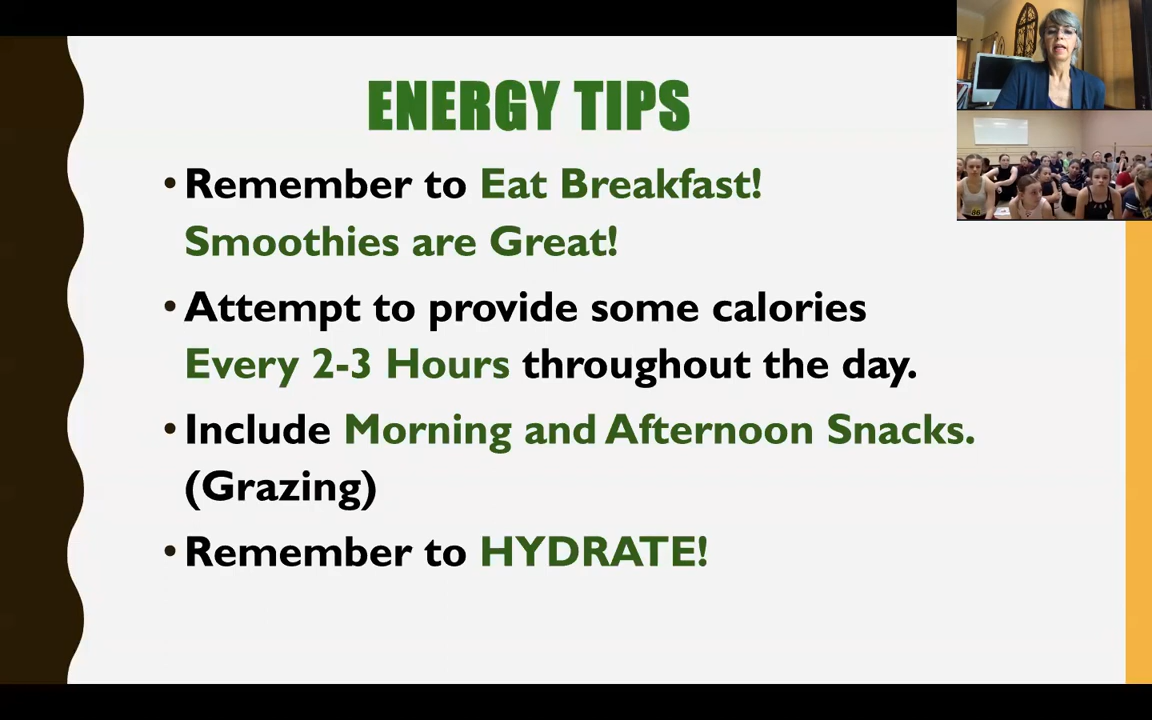 ENERGY TIPS
• Remember to Eat Breakfast!
Smoothies are Great!
• Attempt to provide some calories
Every 2-3 Hours throughout the day.
• Include Morning and Afternoon Snacks.
(Grazing)
• Remember to HYDRATE!